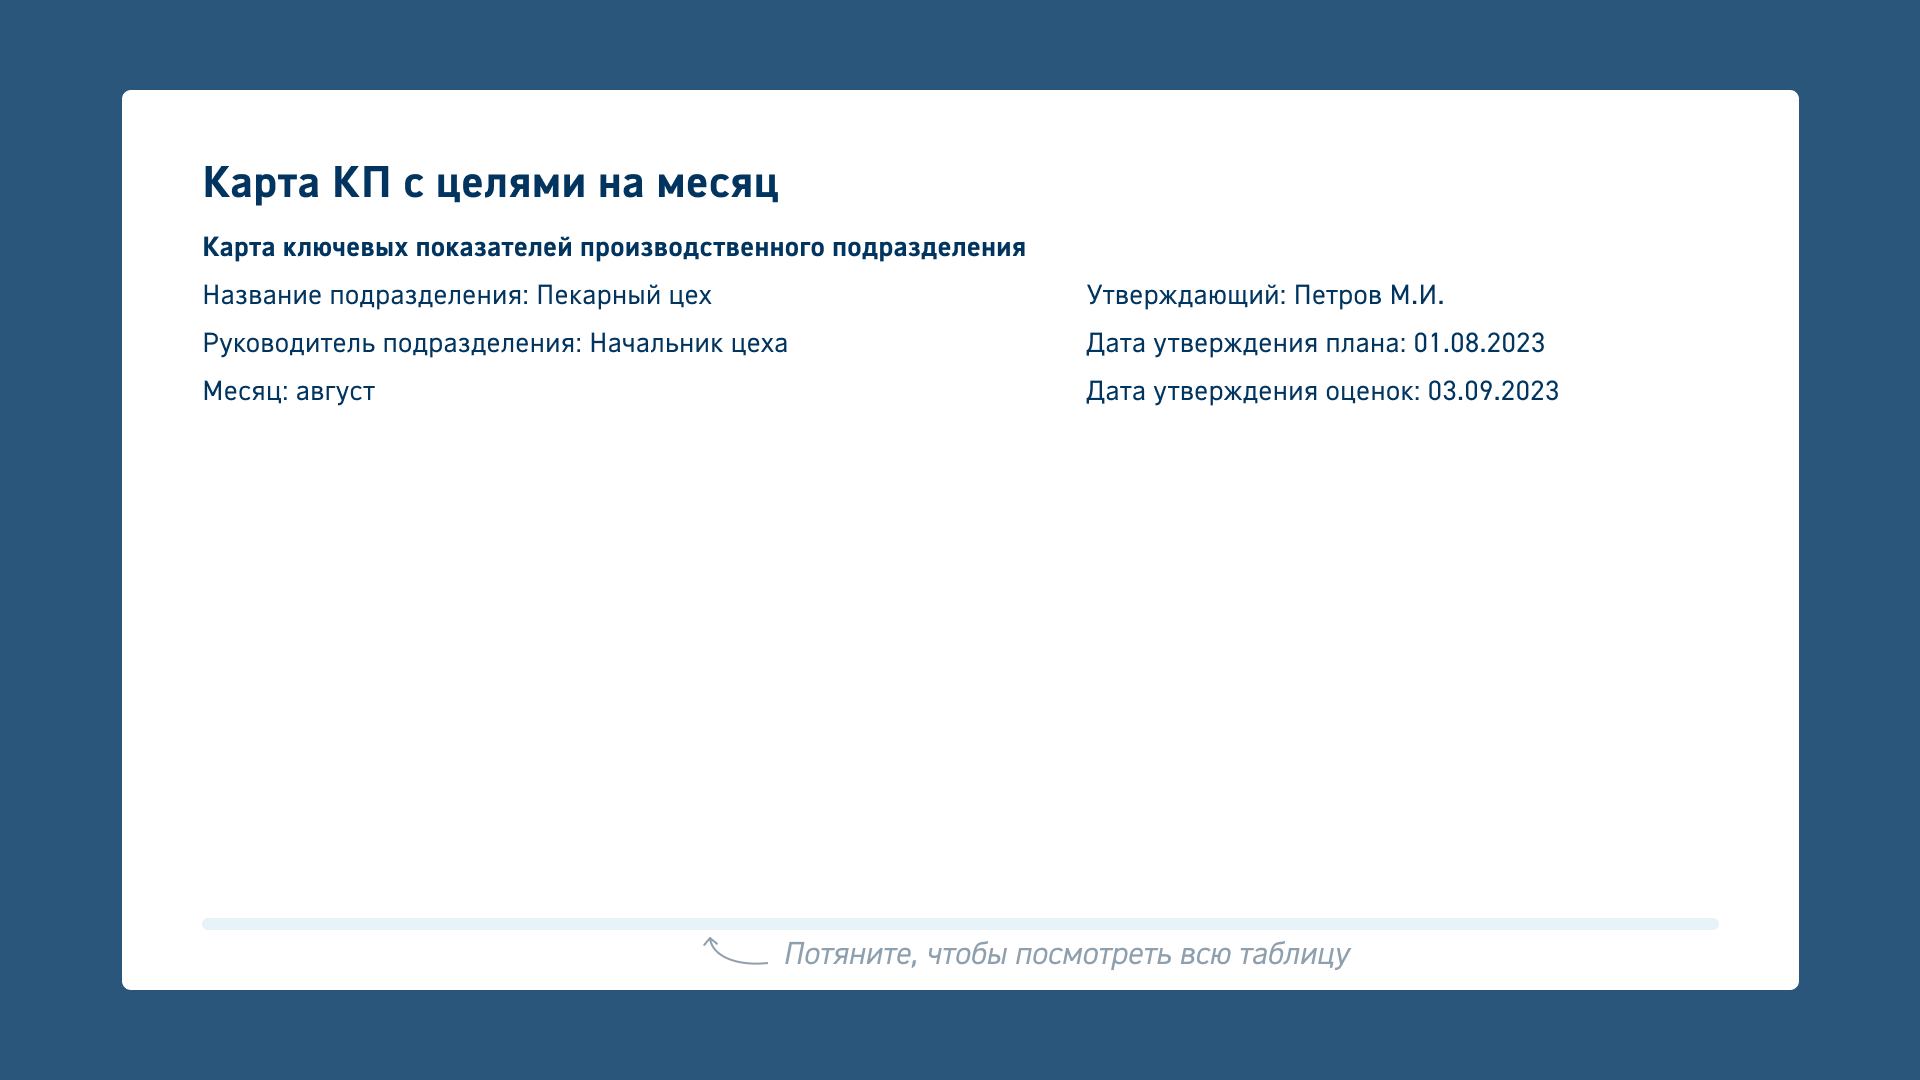 Карта КП с целями на месяц
Карта ключевых показателей производственного подразделения
Название подразделения: Пекарный цех
Руководитель подразделения: Начальник цеха
Месяц: август
Утверждающий: Петров М.И.
Дата утверждения плана: 01.08.2023
Дата утверждения оценок: 03.09.2023
Потяните, чтобы посмотреть всю таблицу